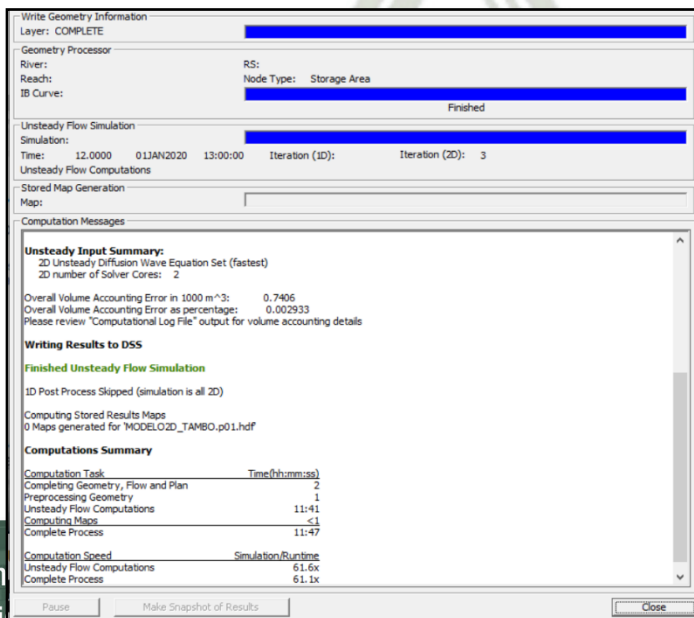 Write Geometry Information
Layer: COMPLETE
Geometry Processor
River: RS:
Reach: Node Type: Storage Area
IB Curve:
Finished
Unsteady Flow Simulation
Simulation:
Time: 12.0000 01JAN2020 13:00:00 Iteration (1D): Iteration (2D): 3
Unsteady Flow Computations
Stored Map Generation
Map:
Computation Messages
Unsteady Input Summary:
2D Unsteady Diffusion Wave Equation Set (fastest)
2D number of Solver Cores: 2
Overall Volume Accounting Error in 1000 m^3: 0.7406
Overall Volume Accounting Error as percentage: 0.002933
Please review "Computational Log File" output for volume accounting details
Writing Results to DSS
Finished Unsteady Flow Simulation
1D Post Process Skipped (simulation is all 2D)
Computing Stored Results Maps
0 Maps generated for 'MODELO2D_TAMBO.p01.hdf'
Computations Summary
Computation Task Time(hh:mm:ss)
Completing Geometry, Flow and Plan 2
Preprocessing Geometry 1
Unsteady Flow Computations 11:41
Computing Maps <1
Complete Process 11:47
Computation Speed Simulation/Runtime
Unsteady Flow Computations 61.6x
Complete Process 61.1x
Pause Make Snapshot of Results Close